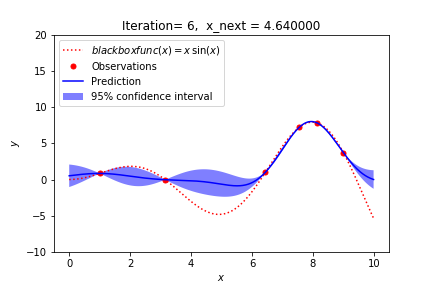 Iteration= 6, x_next = 4.640000
blackboxfunc(x) = x sin(x)
Observations
Prediction
95% confidence interval
y
20
15
10
5
0
−5
−10
0 2 4 6 8 10
x